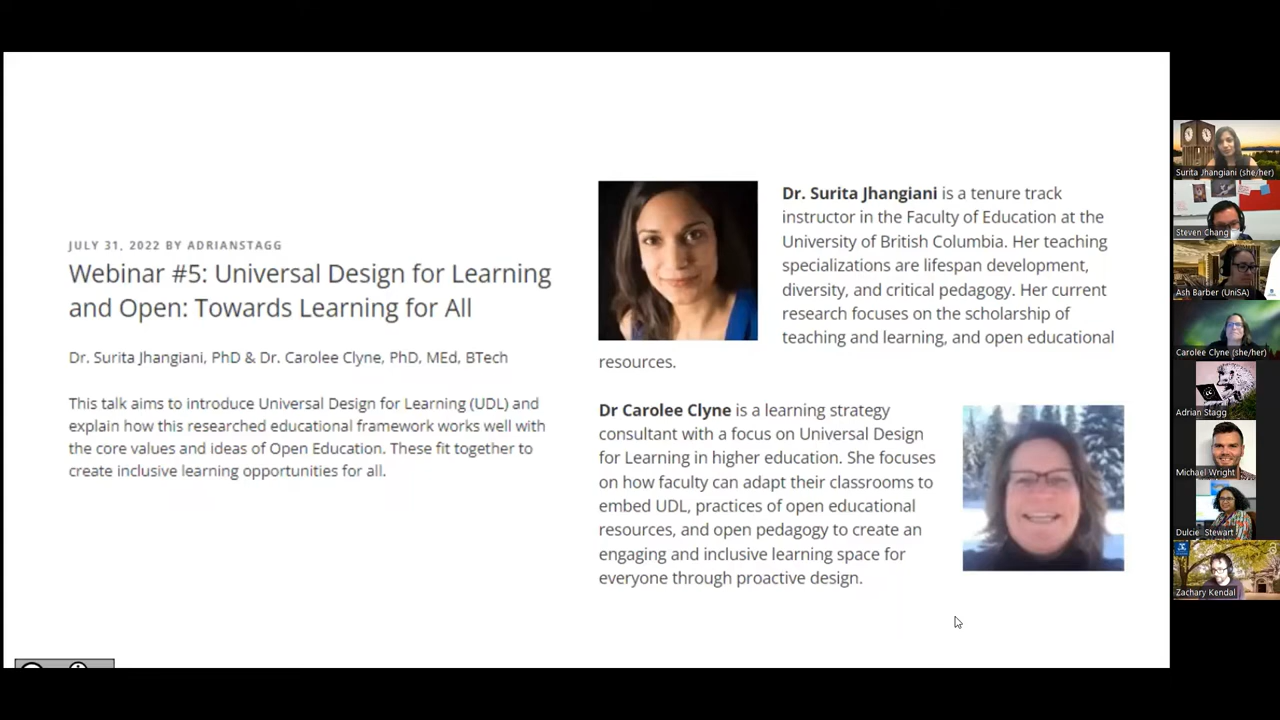 JULY 31, 2022 BY ADRIANSTAGG
Webinar #5: Universal Design for Learning
and Open: Towards Learning for All
Dr. Surita Jhangiani, PhD & Dr. Carolee Clyne, PhD, MEd, BTech
This talk aims to introduce Universal Design for Learning (UDL) and
explain how this researched educational framework works well with
the core values and ideas of Open Education. These fit together to
create inclusive learning opportunities for all.
Dr. Surita Jhangiani is a tenure track
instructor in the Faculty of Education at the
University of British Columbia. Her teaching
specializations are lifespan development,
diversity, and critical pedagogy. Her current
research focuses on the scholarship of
teaching and learning, and open educational
resources.
Dr Carolee Clyne is a learning strategy
consultant with a focus on Universal Design
for Learning in higher education. She focuses
on how faculty can adapt their classrooms to
embed UDL, practices of open educational
resources, and open pedagogy to create an
engaging and inclusive learning space for
everyone through proactive design.
Surita Jhangiani (she/her)
Steven Chang
Ash Barber (UniSA)
Carolee Clyne (she/her)
Adrian Stagg
Michael Wright
Dulcie Stewart
Zachary Kendal